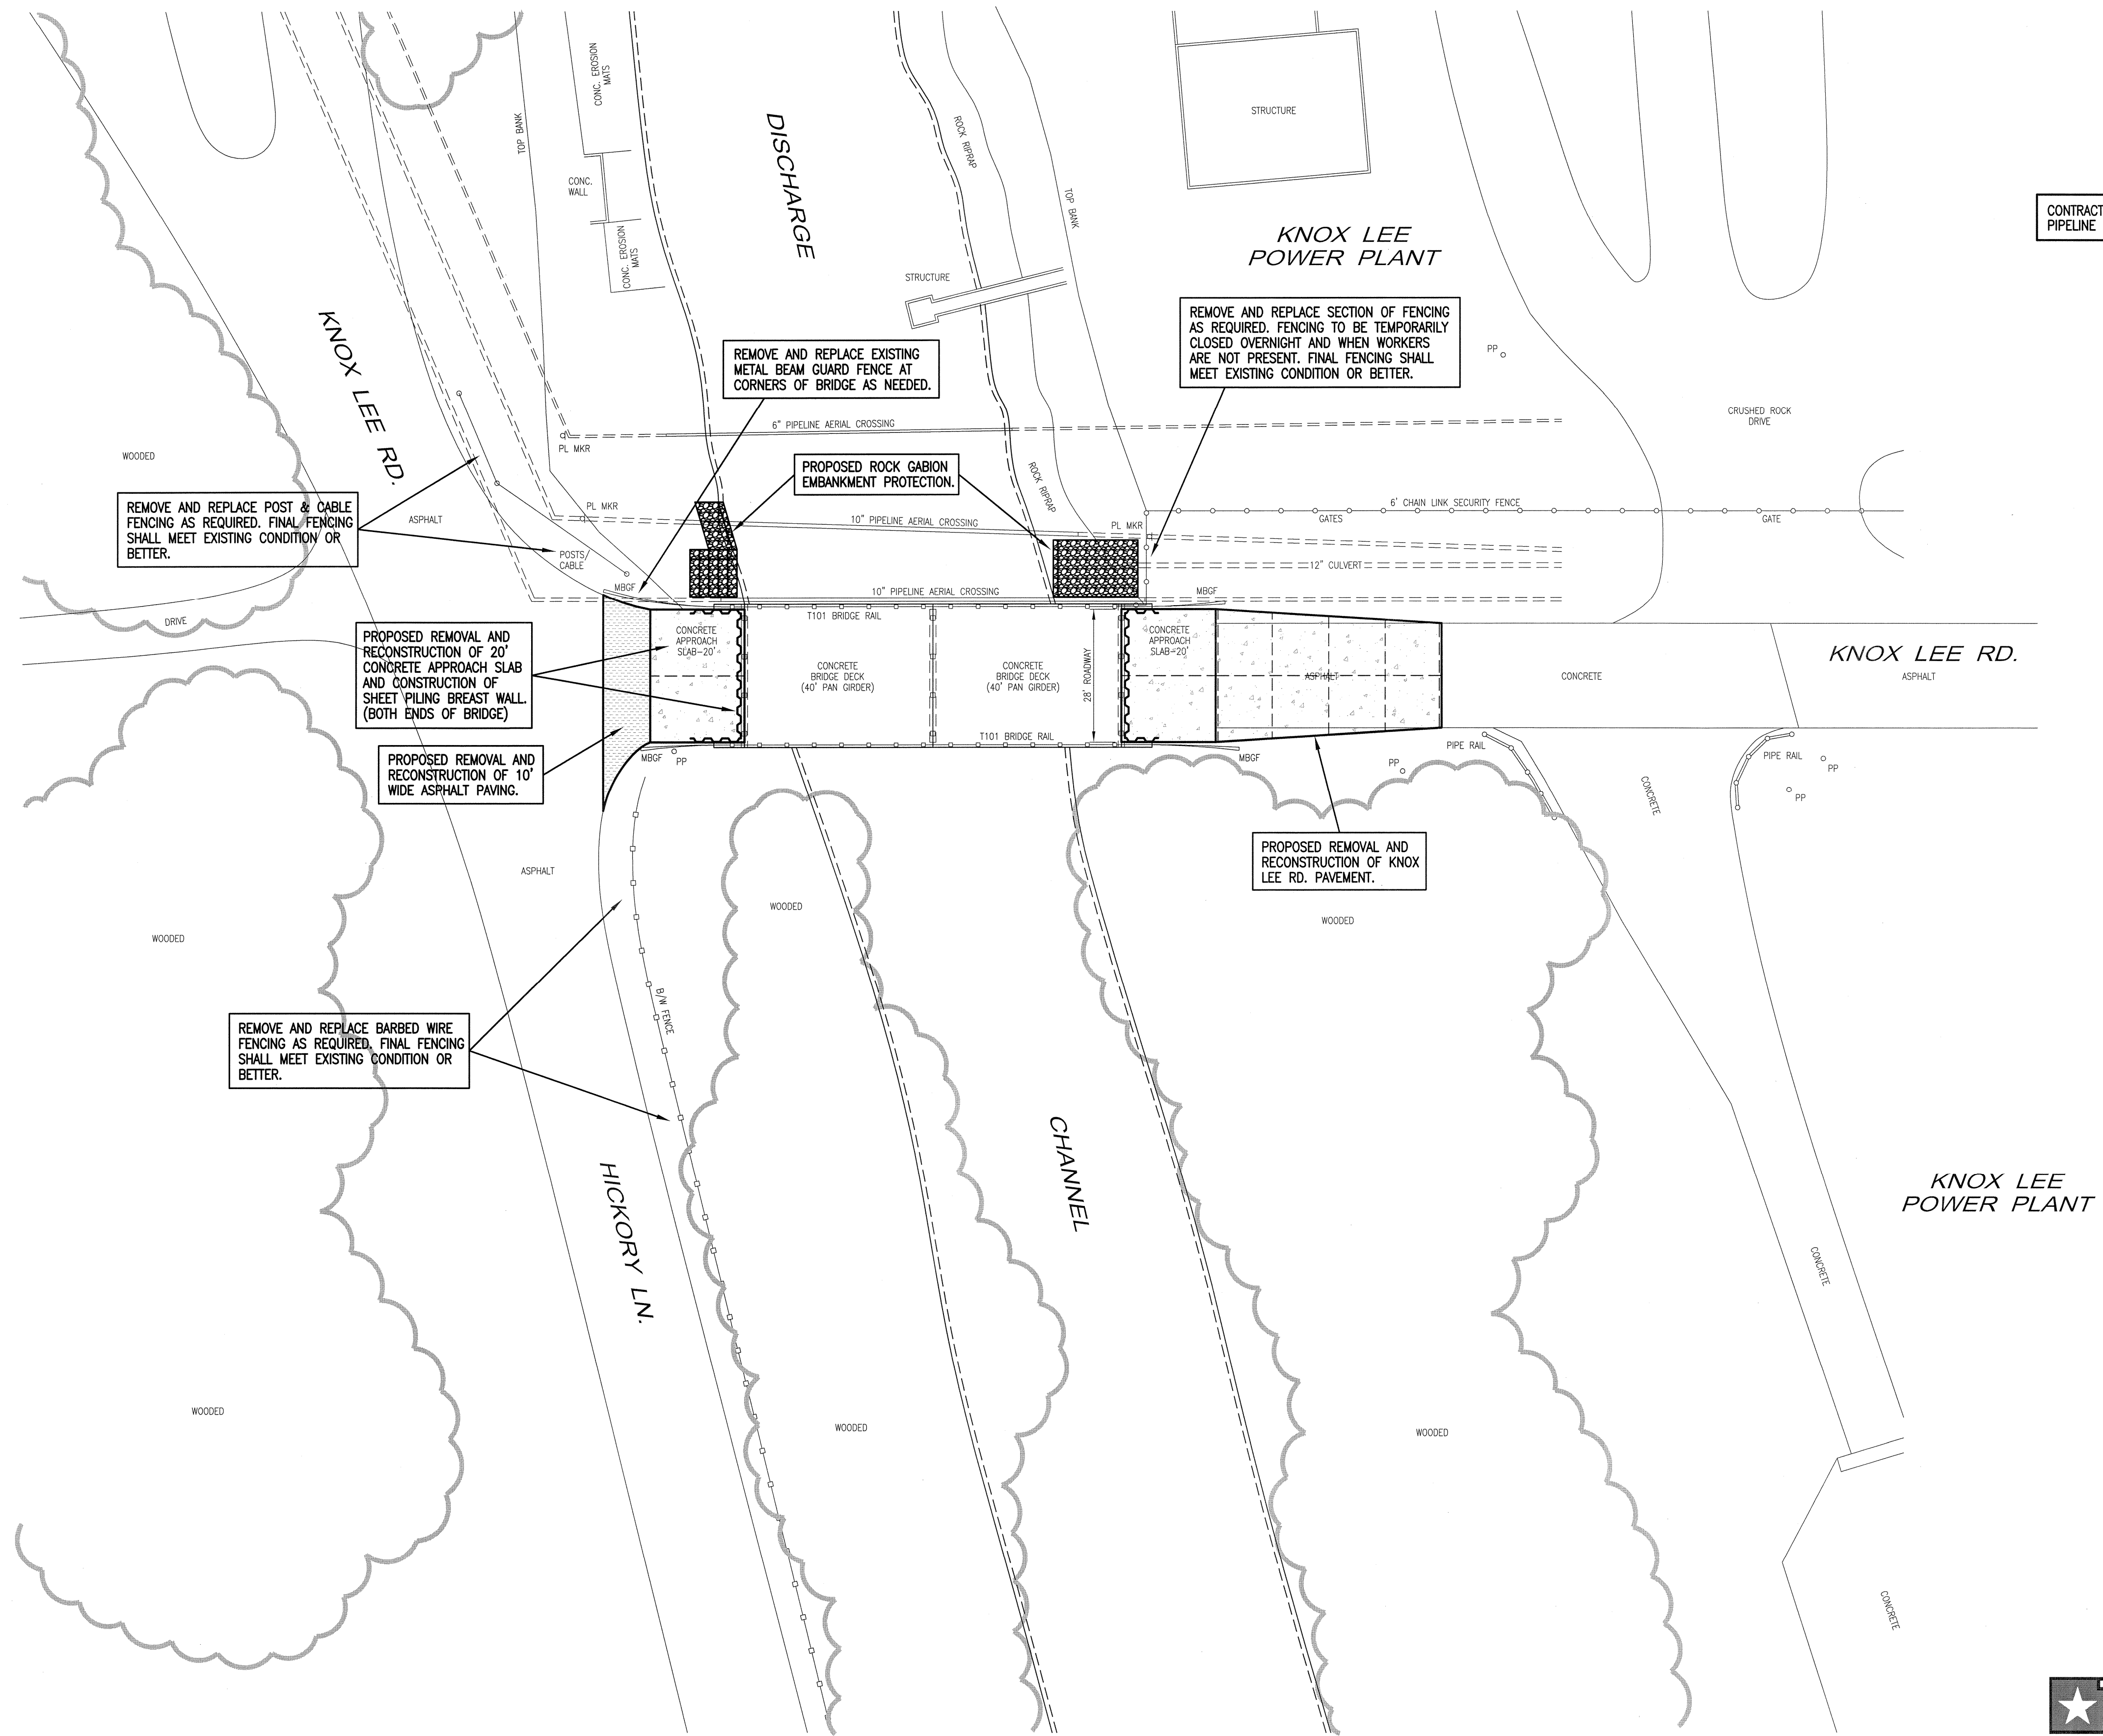 CONC. EROSION
MATS
TOP BANK
DISCHARGE
ROCK RIPRAP
STRUCTURE
CONC.
WALL
TOP BANK
CONC. EROSION
MATS
KNOX LEE
POWER PLANT
CONTRACT
PIPELINE
STRUCTURE
KNOX LEE RD.
REMOVE AND REPLACE EXISTING
METAL BEAM GUARD FENCE AT
CORNERS OF BRIDGE AS NEEDED.
REMOVE AND REPLACE SECTION OF FENCING
AS REQUIRED. FENCING TO BE TEMPORARILY
CLOSED OVERNIGHT AND WHEN WORKERS
ARE NOT PRESENT. FINAL FENCING SHALL
MEET EXISTING CONDITION OR BETTER.
PP
CRUSHED ROCK
DRIVE
6" PIPELINE AERIAL CROSSING
PL MKR
WOODED
PROPOSED ROCK GABION
EMBANKMENT PROTECTION.
ROCK RIPRAP
REMOVE AND REPLACE POST & CABLE
FENCING AS REQUIRED. FINAL FENCING
SHALL MEET EXISTING CONDITION OR
BETTER.
ASPHALT
PL MKR
10" PIPELINE AERIAL CROSSING
PL MKR
6' CHAIN LINK SECURITY FENCE
GATES
GATE
POSTS/
CABLE
12" CULVERT
MBGF
10" PIPELINE AERIAL CROSSING
MBGF
DRIVE
T101 BRIDGE RAIL
PROPOSED REMOVAL AND
RECONSTRUCTION OF 20'
CONCRETE APPROACH SLAB
AND CONSTRUCTION OF
SHEET PILING BREAST WALL.
(BOTH ENDS OF BRIDGE)
CONCRETE
APPROACH
SLAB-20'
CONCRETE
BRIDGE DECK
(40' PAN GIRDER)
CONCRETE
BRIDGE DECK
(40' PAN GIRDER)
28' ROADWAY
CONCRETE
APPROACH
SLAB-20'
ASPHALT
CONCRETE
KNOX LEE RD.
ASPHALT
T101 BRIDGE RAIL
MBGF
PP
MBGF
PP
PIPE RAIL
PIPE RAIL
PP
PP
PROPOSED REMOVAL AND
RECONSTRUCTION OF 10'
WIDE ASPHALT PAVING.
CONCRETE
PROPOSED REMOVAL AND
RECONSTRUCTION OF KNOX
LEE RD. PAVEMENT.
ASPHALT
WOODED
WOODED
WOODED
B/W FENCE
REMOVE AND REPLACE BARBED WIRE
FENCING AS REQUIRED. FINAL FENCING
SHALL MEET EXISTING CONDITION OR
BETTER.
CHANNEL
HICKORY LN.
KNOX LEE
POWER PLANT
CONCRETE
WOODED
WOODED
WOODED
CONCRETE